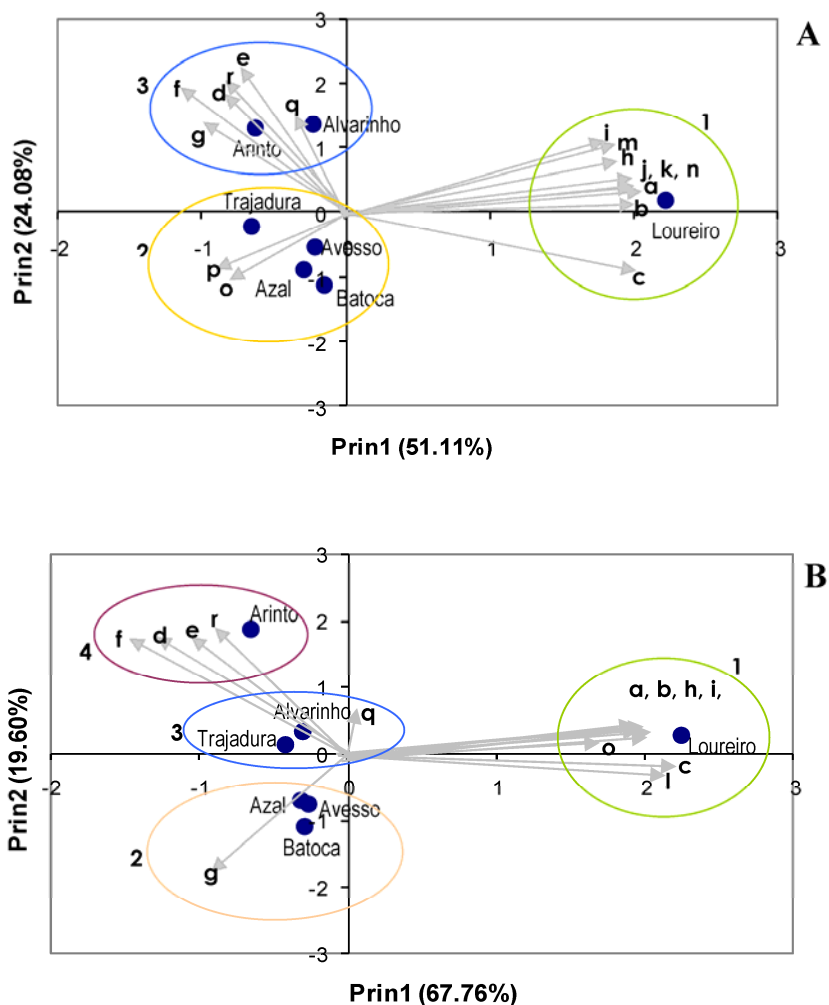 A
3
2
1
0
-1
-2
-3
-2
-1
0
1
2
3
Prin2 (24.08%)
Prin1 (51.11%)
3
e
r
f
d
q
g
Alvarinho
Arinto
1
i
m
h
j, k, n
a
b
Loureiro
c
2
Trajadura
Avesso
p
o
Azal
Batoca
B
3
2
1
0
-1
-2
-3
-2
-1
0
1
2
3
Prin2 (19.60%)
Prin1 (67.76%)
4
f
d
e
r
Arinto
3
Alvarinho
q
Trajadura
1
a, b, h, i,
o
Loureiro
c
l
2
Azal
Avesso
Batoca
g